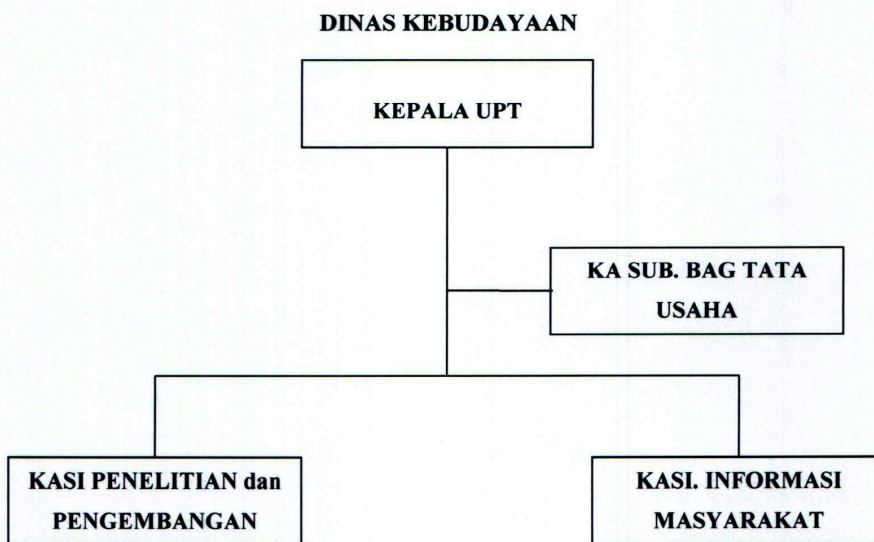 DINAS KEBUDAYAAN
KEPALA UPT
KA SUB. BAG TATA
USAHA
KASI PENELITIAN dan
PENGEMBANGAN
KASI. INFORMASI
MASYARAKAT